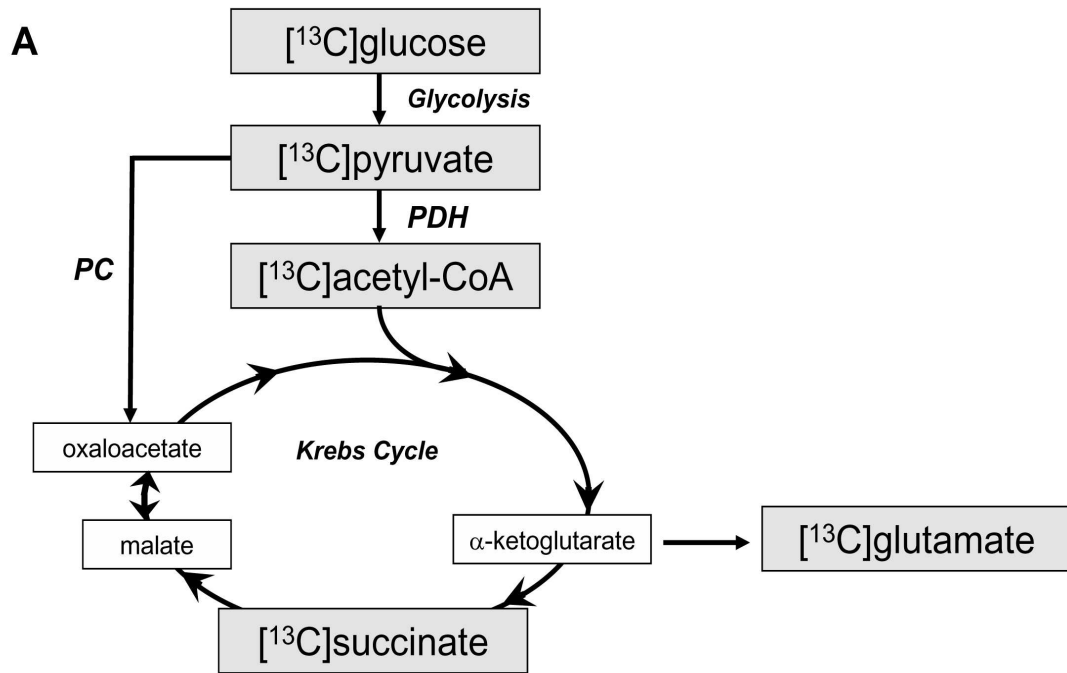 A
[¹³C]glucose
Glycolysis
[¹³C]pyruvate
PDH
PC
[¹³C]acetyl-CoA
oxaloacetate
Krebs Cycle
malate
α-ketoglutarate
[¹³C]glutamate
[¹³C]succinate